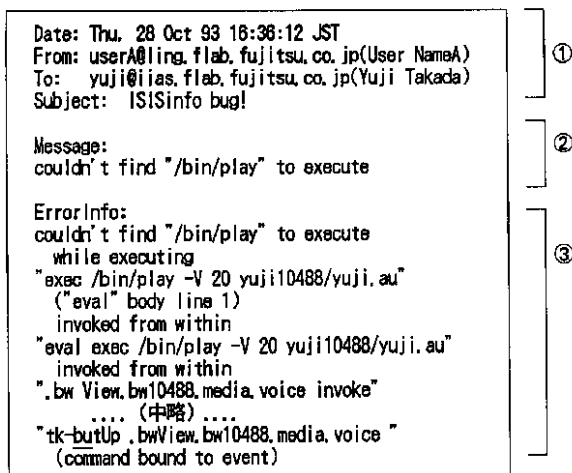 Date: Thu, 28 Oct 93 16:36:12 JST
From: userA@ling.flab.fujitsu.co.jp(User NameA)
To: yuji@iias.flab.fujitsu.co.jp(Yuji Takada)
Subject: ISISinfo bug!
①
Message:
couldn't find "/bin/play" to execute
②
ErrorInfo:
couldn't find "/bin/play" to execute
while executing
"exec /bin/play -V 20 yuji10488/yuji.au"
("eval" body line 1)
invoked from within
"eval exec /bin/play -V 20 yuji10488/yuji.au"
invoked from within
".bw View.bw10488.media.voice invoke"
.... (中略) ....
"tk-butUp .bwView.bw10488.media.voice "
(command bound to event)
③